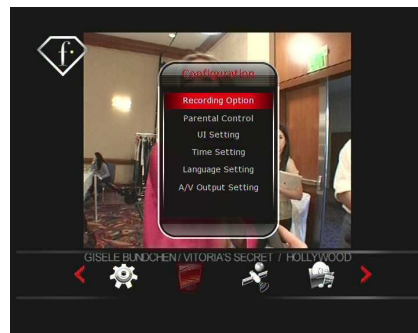 f.
Configuration
Recording Option
Parental Control
UI Setting
Time Setting
Language Setting
A/V Output Setting
GISELE BUNDCHEN / VITORIA'S SECRET / HOLLYWOOD